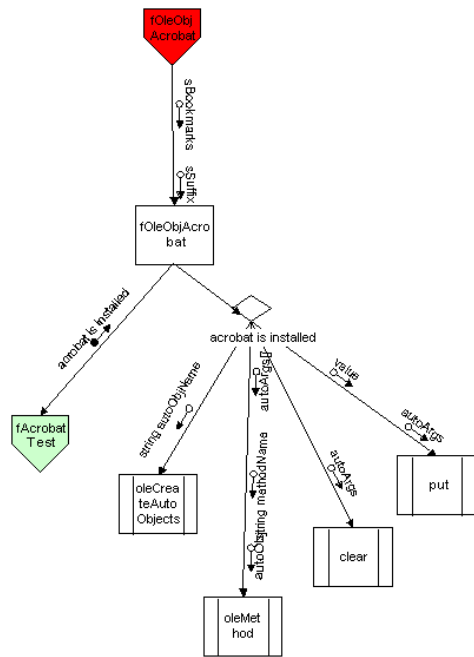 fOleObj
Acrobat
sBookmarks
sSuffix
fOleObjAcro
bat
acrobat is installed
acrobat is installed
fAcrobat
Test
string autoObjName
autoArgs[]
string mathodName
autoObj
autoArgs
value
autoArgs
oleCrea
teAuto
Objects
oleMet
hod
clear
put